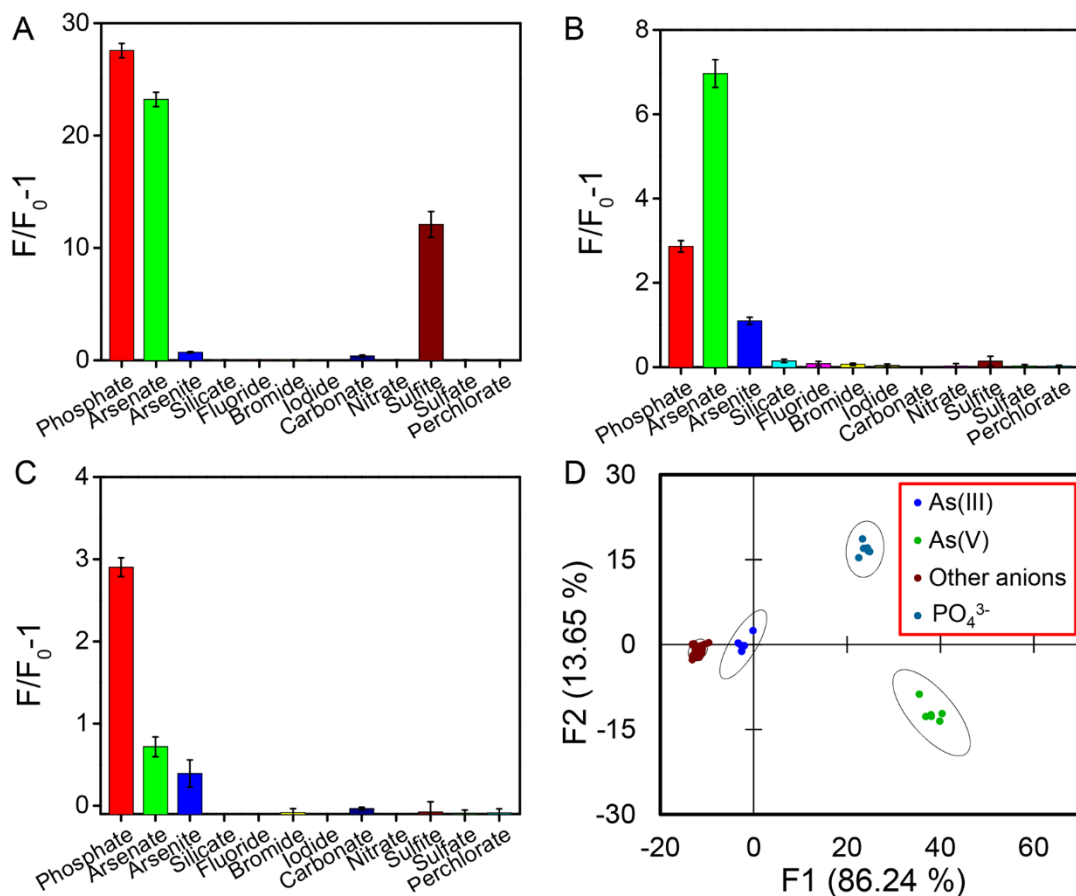 A
F/F0-1
30
20
10
0
Phosphate
Arsenate
Arsenite
Silicate
Fluoride
Bromide
Iodide
Carbonate
Nitrate
Sulfite
Sulfate
Perchlorate
B
F/F0-1
8
6
4
2
0
Phosphate
Arsenate
Arsenite
Silicate
Fluoride
Bromide
Iodide
Carbonate
Nitrate
Sulfite
Sulfate
Perchlorate
C
F/F0-1
4
3
2
1
0
Phosphate
Arsenate
Arsenite
Silicate
Fluoride
Bromide
Iodide
Carbonate
Nitrate
Sulfite
Sulfate
Perchlorate
D
F2 (13.65 %)
30
15
0
-15
-30
As(III)
As(V)
Other anions
PO₄³⁻
-20
0
20
40
60
F1 (86.24 %)